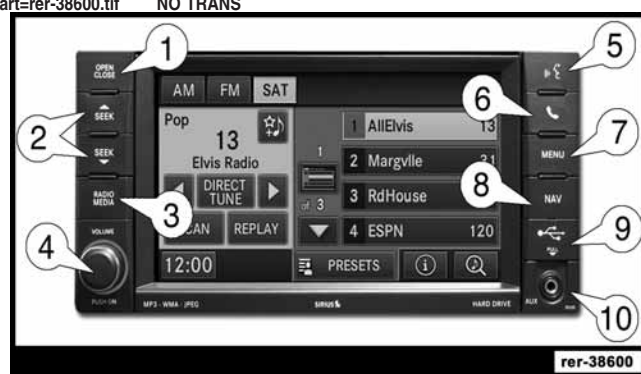 art=rer-38600.tif NO TRANS
1
2
3
4
5
6
7
8
9
10
OPEN
CLOSE
SEEK
SEEK
RADIO
MEDIA
VOLUME
PUSH ON
AM FM SAT
Pop
13
Elvis Radio
DIRECT
TUNE
CAN REPLAY
12:00
1
of 3
1 AllElvis 13
2 Margvlle
3 RdHouse
4 ESPN 120
PRESETS
MENU
NAV
PULL
AUX
MP3 - WMA - JPEG SIRIUS HARD DRIVE
rer-38600